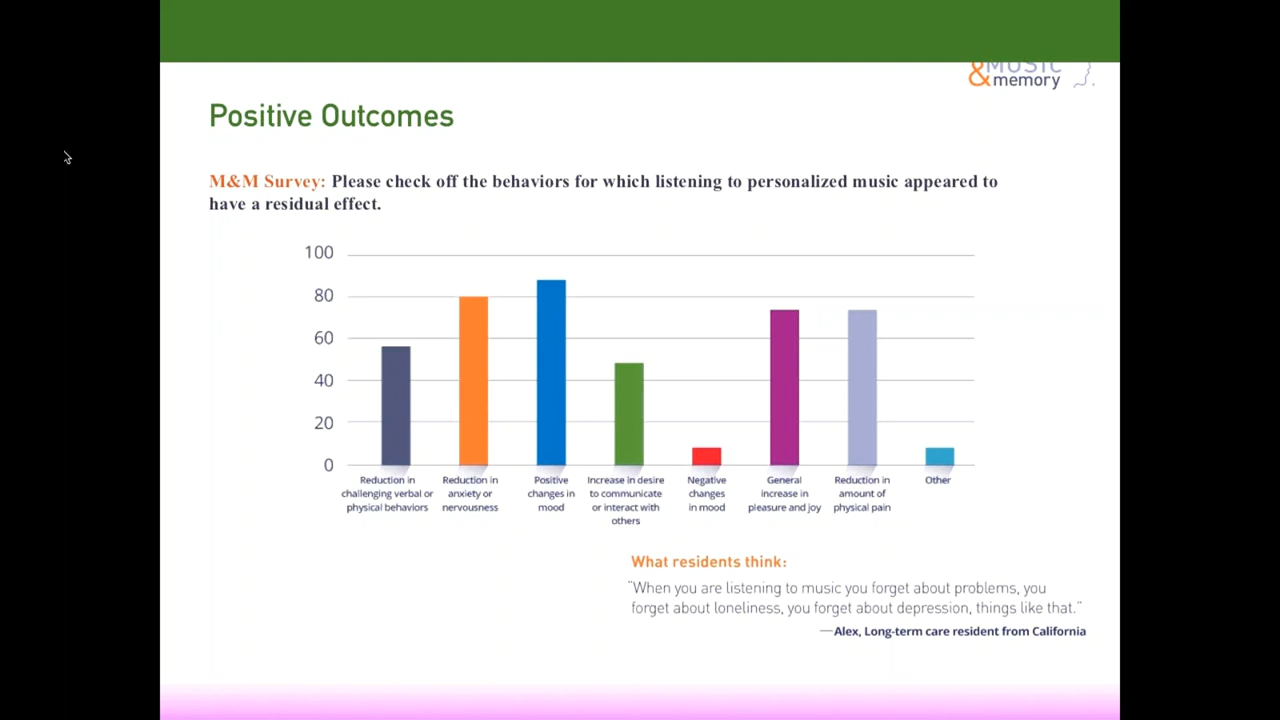 MUSIC
&memory
Positive Outcomes
M&M Survey: Please check off the behaviors for which listening to personalized music appeared to
have a residual effect.
100
80
60
40
20
0
Reduction in
challenging verbal or
physical behaviors
Reduction in
anxiety or
nervousness
Positive
changes in
mood
Increase in desire
to communicate
or interact with
others
Negative
changes
in mood
General
increase in
pleasure and joy
Reduction in
amount of
physical pain
Other
What residents think:
"When you are listening to music you forget about problems, you
forget about loneliness, you forget about depression, things like that."
—Alex, Long-term care resident from California